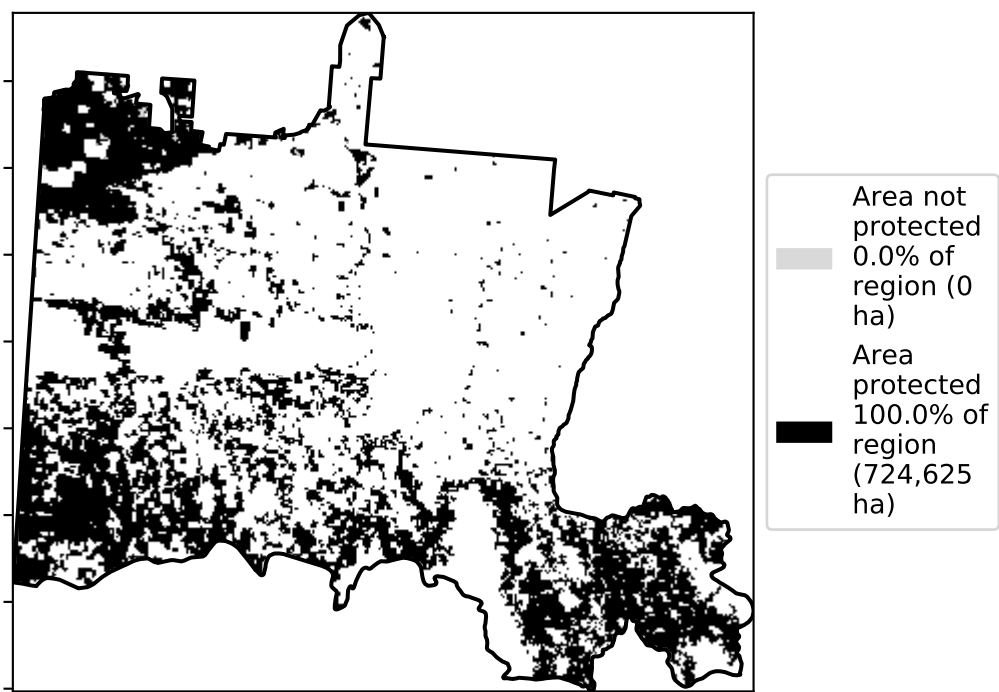 Area not
protected
0.0% of
region (0
ha)
Area
protected
100.0% of
region
(724,625
ha)